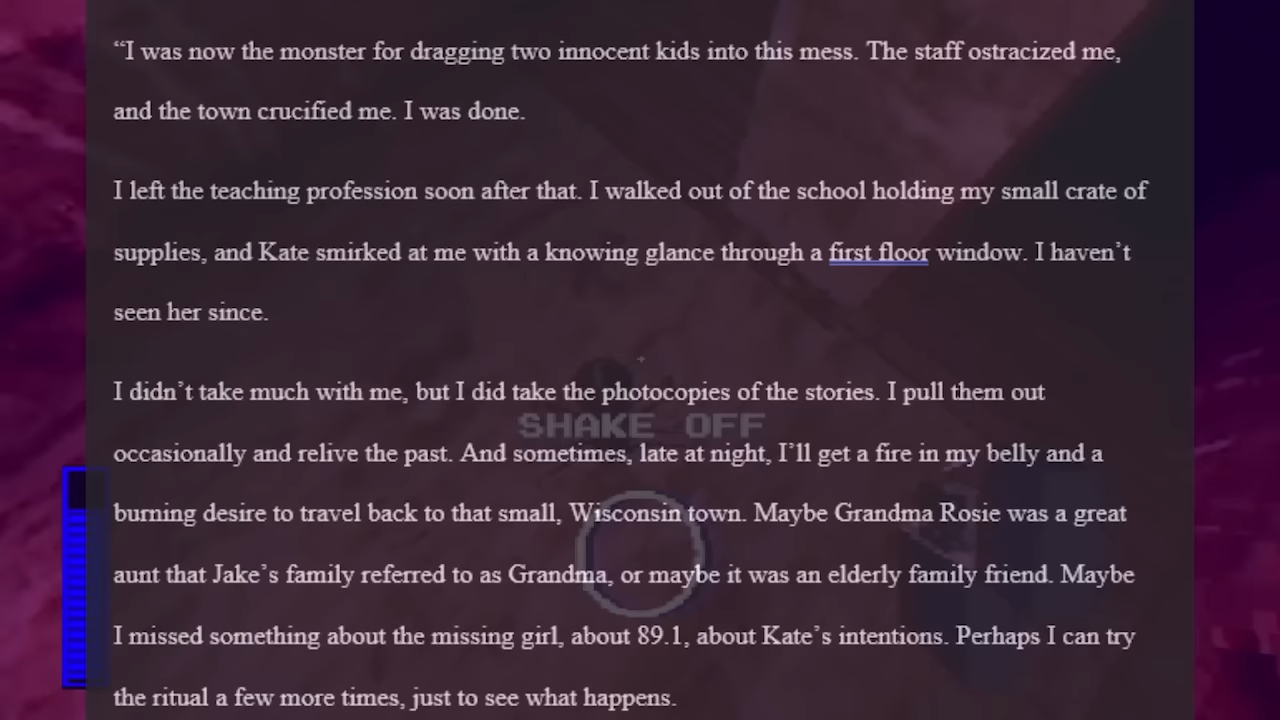 “I was now the monster for dragging two innocent kids into this mess. The staff ostracized me,
and the town crucified me. I was done.
I left the teaching profession soon after that. I walked out of the school holding my small crate of
supplies, and Kate smirked at me with a knowing glance through a first floor window. I haven’t
seen her since.
I didn’t take much with me, but I did take the photocopies of the stories. I pull them out
SHAKE OFF
occasionally and relive the past. And sometimes, late at night, I’ll get a fire in my belly and a
burning desire to travel back to that small, Wisconsin town. Maybe Grandma Rosie was a great
aunt that Jake’s family referred to as Grandma, or maybe it was an elderly family friend. Maybe
I missed something about the missing girl, about 89.1, about Kate’s intentions. Perhaps I can try
the ritual a few more times, just to see what happens.